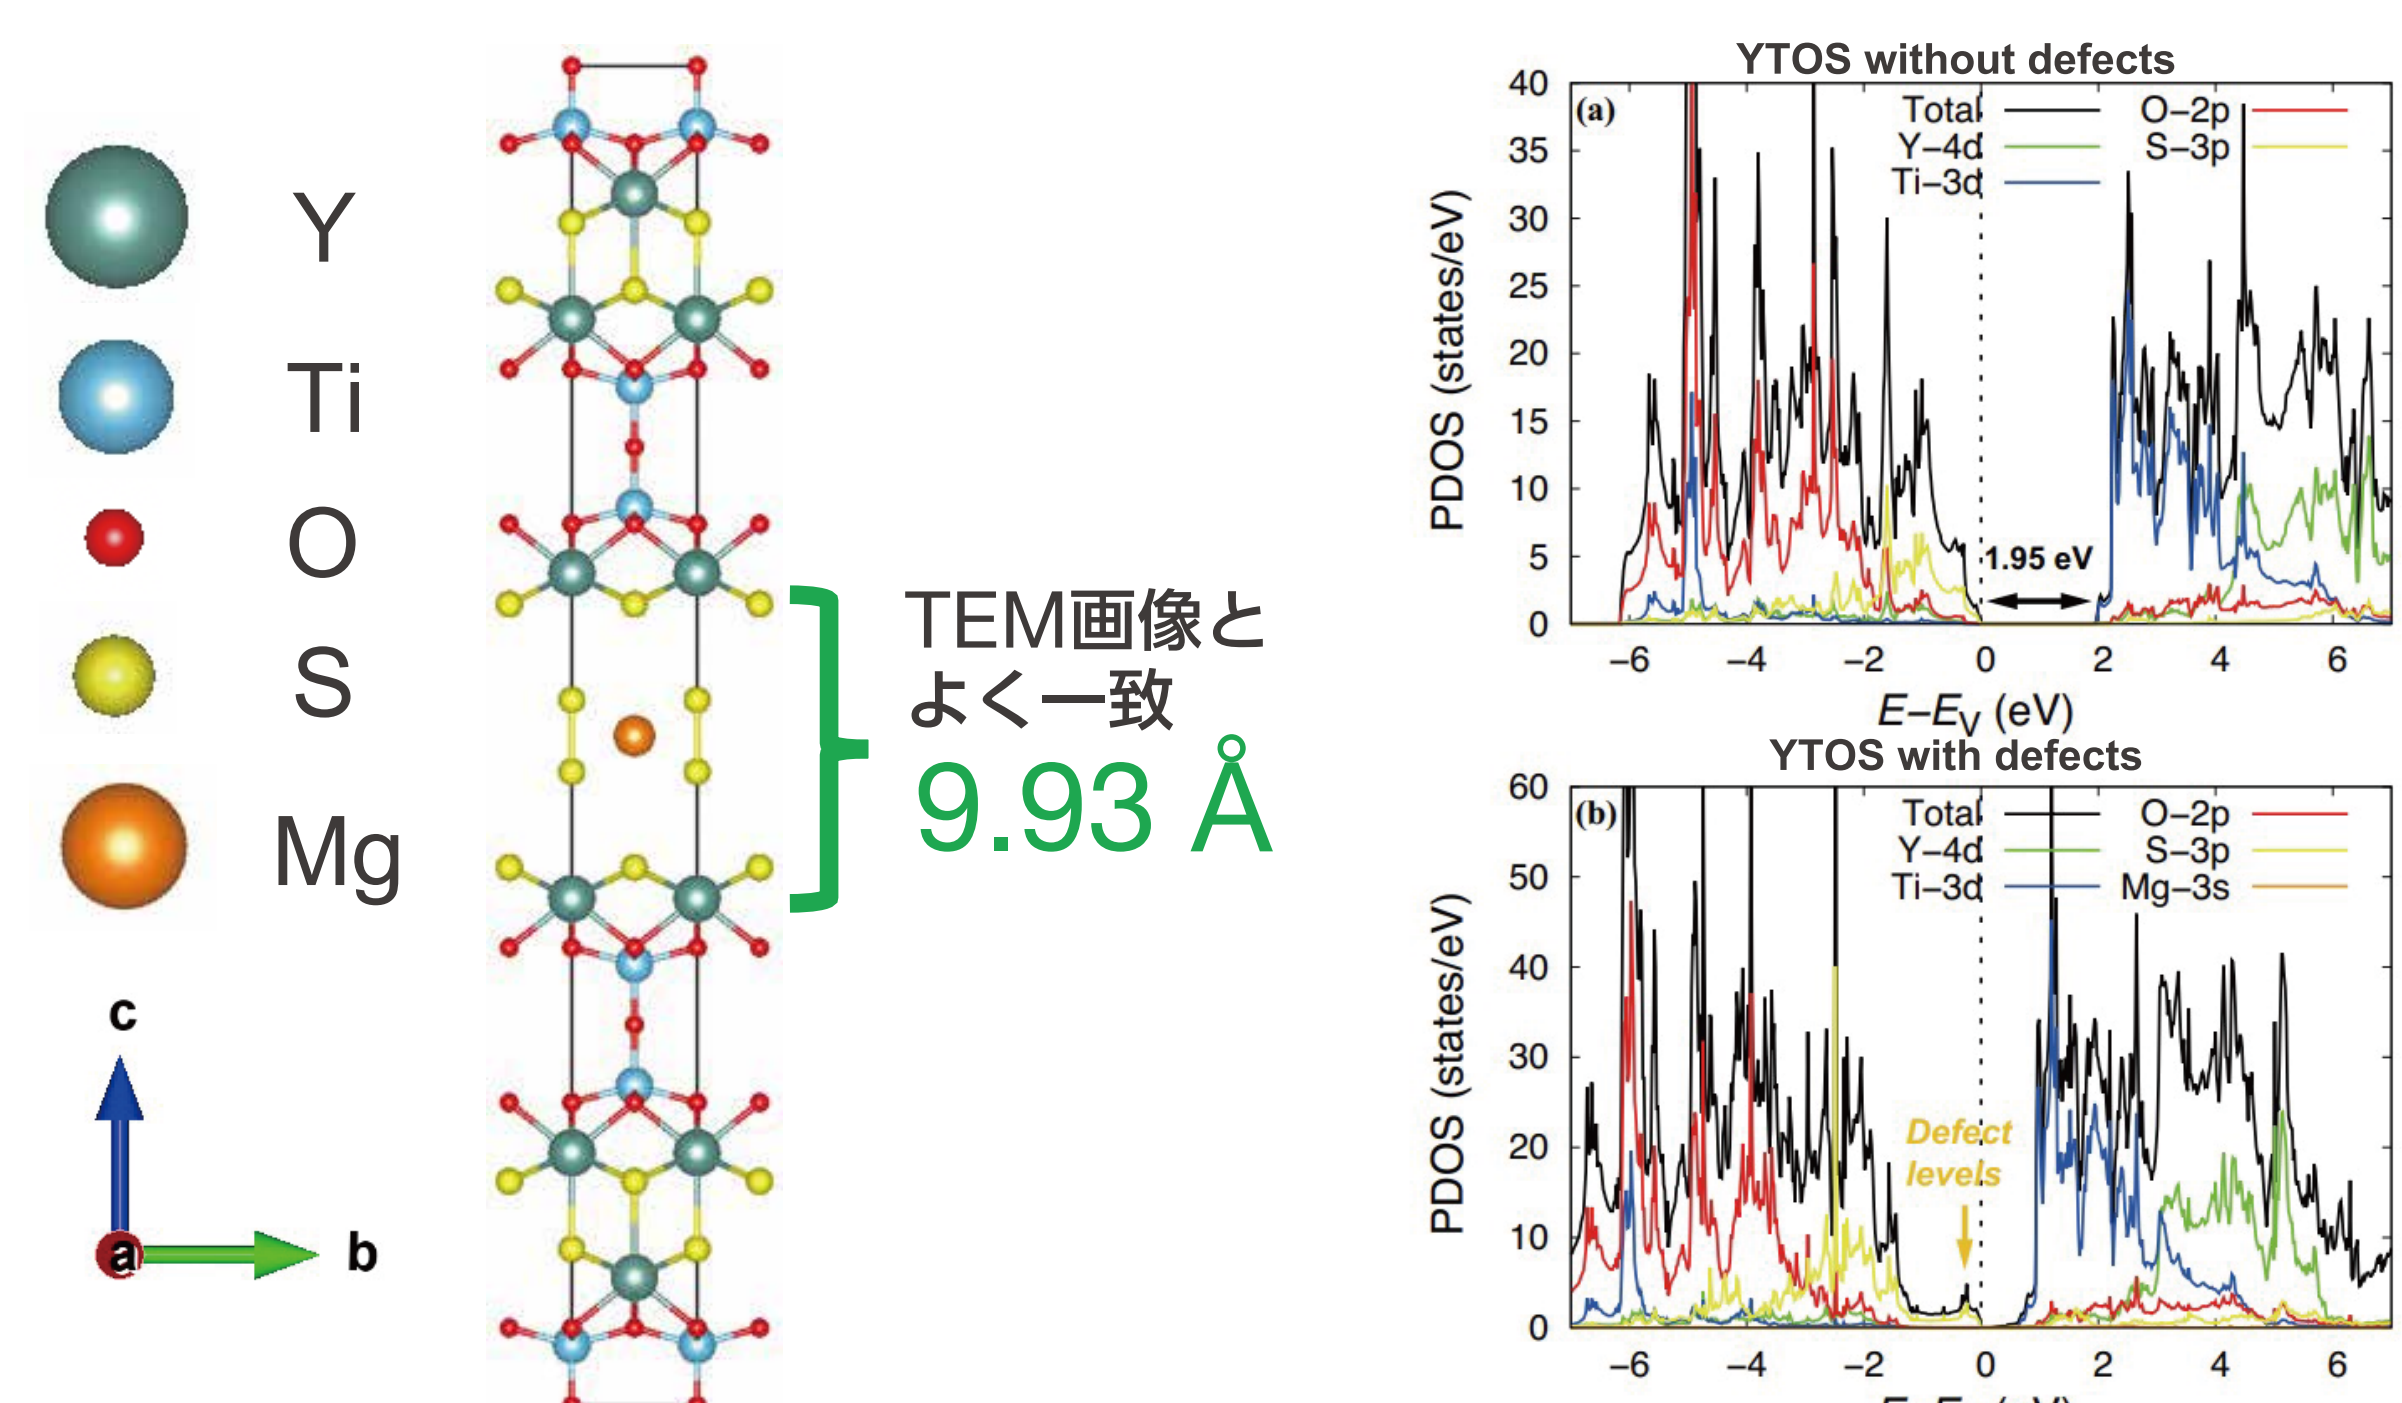 Y
Ti
O
S
Mg
c
a
b
TEM画像と
よく一致
9.93 Å
YTOS without defects
(a)
Total
Y−4d
Ti−3d
O−2p
S−3p
PDOS (states/eV)
40
35
30
25
20
15
10
5
0
1.95 eV
−6
−4
−2
0
2
4
6
E−EV (eV)
YTOS with defects
(b)
Total
Y−4d
Ti−3d
O−2p
S−3p
Mg−3s
PDOS (states/eV)
60
50
40
30
20
10
0
Defect
levels
−6
−4
−2
0
2
4
6